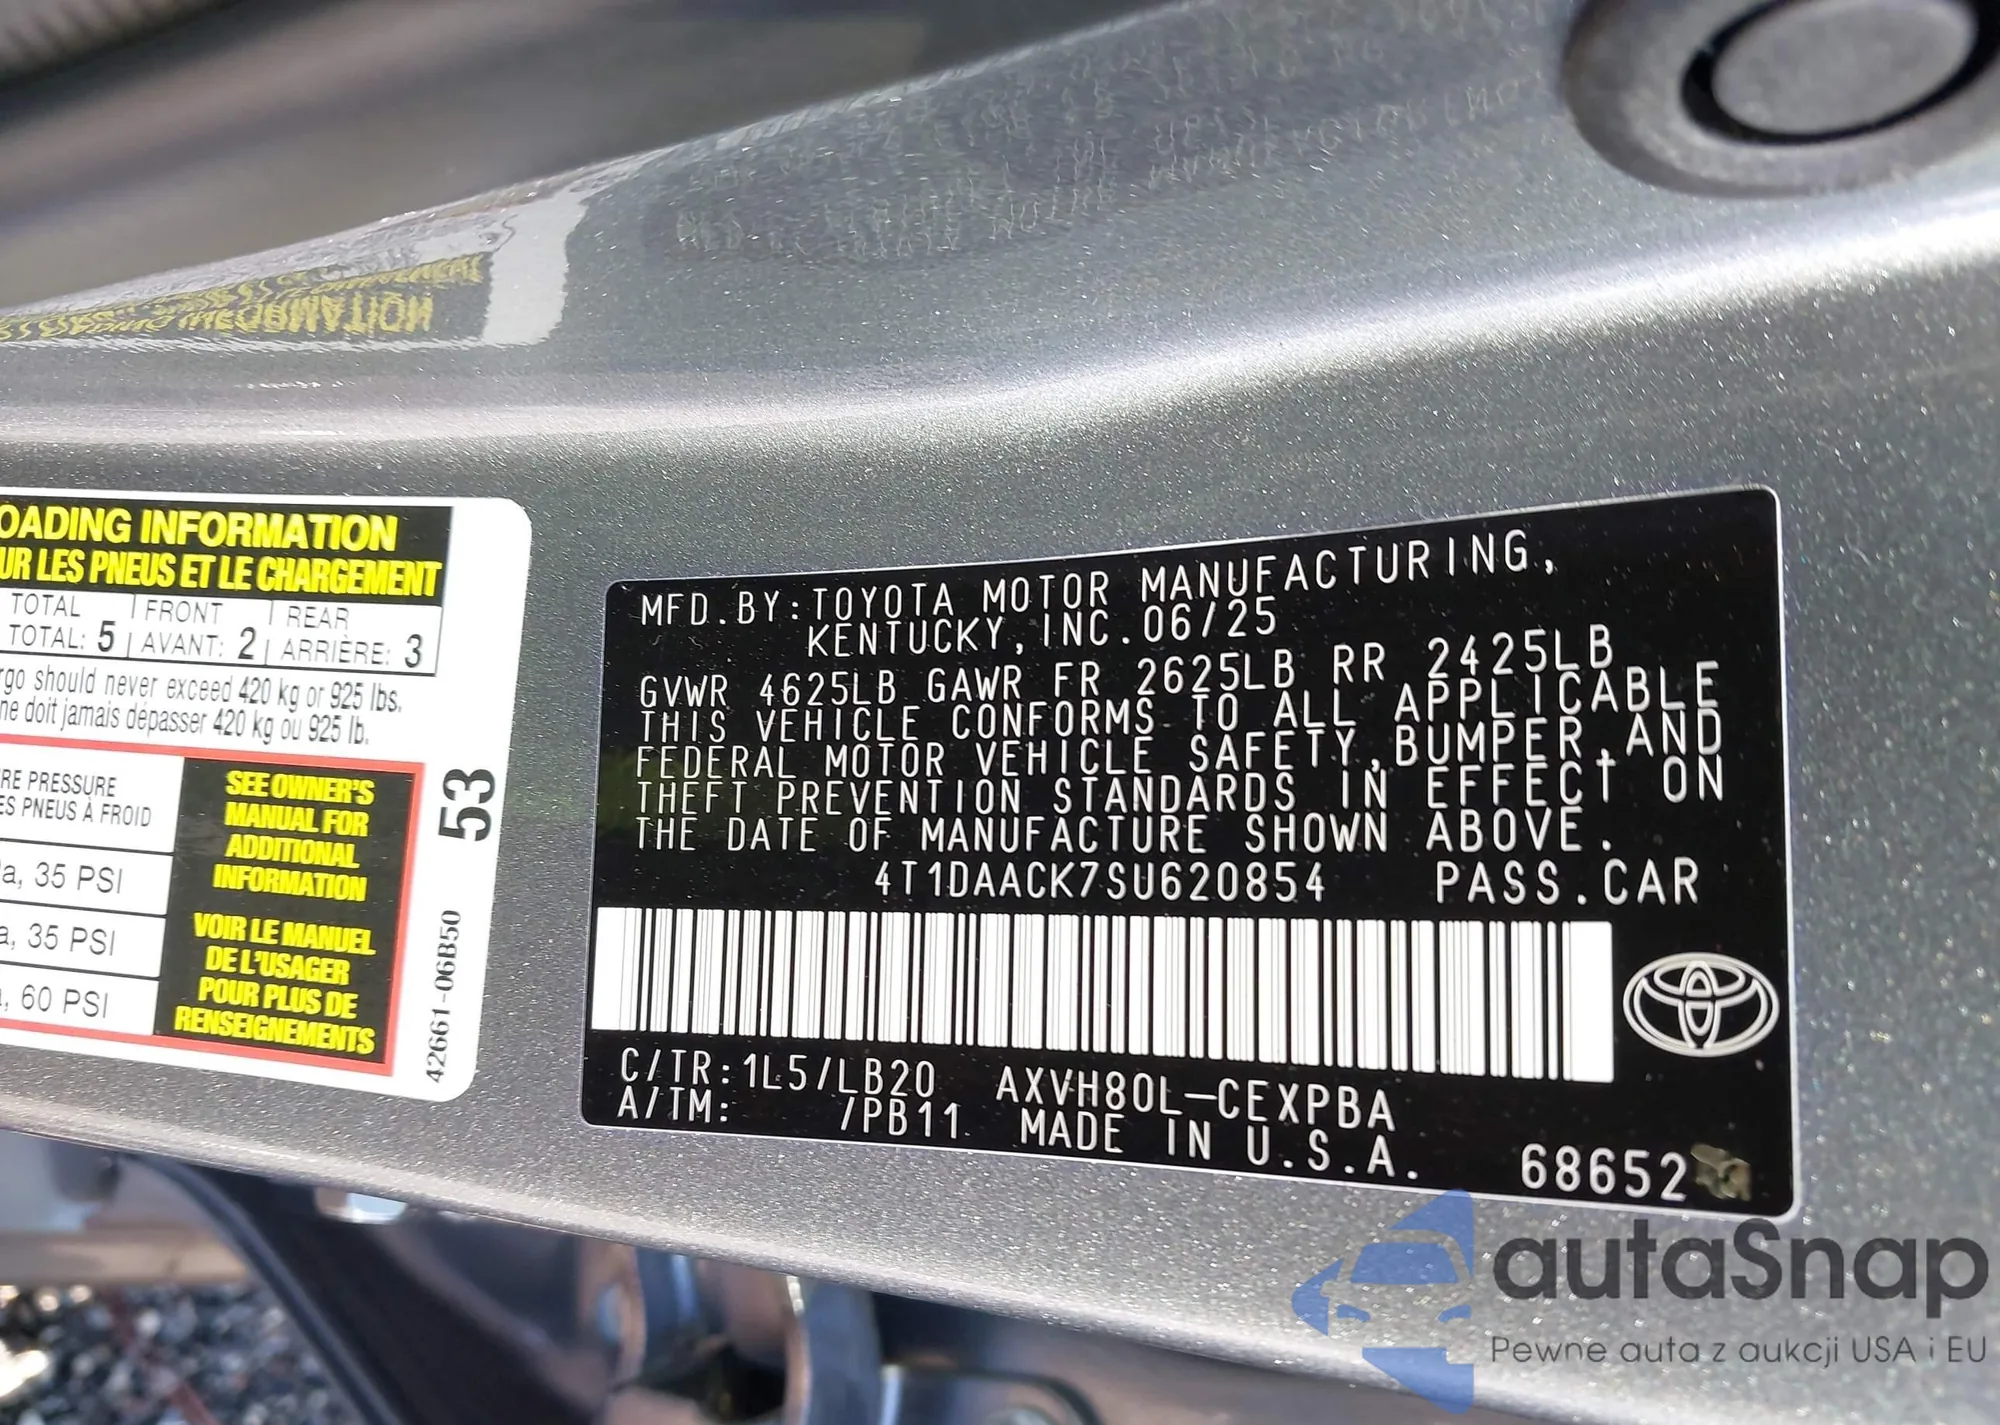 OADING INFORMATION
UR LES PNEUS ET LE CHARGEMENT
TOTAL FRONT REAR
TOTAL: 5 AVANT: 2 ARRIÈRE: 3
rgo should never exceed 420 kg or 925 lbs.
ne doit jamais dépasser 420 kg ou 925 lb.
RE PRESSURE
ES PNEUS À FROID
a, 35 PSI
a, 35 PSI
, 60 PSI
SEE OWNER'S
MANUAL FOR
ADDITIONAL
INFORMATION
VOIR LE MANUEL
DE L'USAGER
POUR PLUS DE
RENSEIGNEMENTS
53
42661-06B50
MFD. BY: TOYOTA MOTOR MANUFACTURING,
KENTUCKY, INC. 06/25
GVWR 4625LB GAWR FR 2625LB RR 2425LB
THIS VEHICLE CONFORMS TO ALL APPLICABLE
FEDERAL MOTOR VEHICLE SAFETY, BUMPER, AND
THEFT PREVENTION STANDARDS IN EFFECT ON
THE DATE OF MANUFACTURE SHOWN ABOVE.
4T1DAACK7SU620854 PASS. CAR
C/TR: 1L5/LB20 AXVH80L-CEXPBA
A/TM: /PB11 MADE IN U.S.A.
68652
autaSnap
Pewne auta z aukcji USA i EU